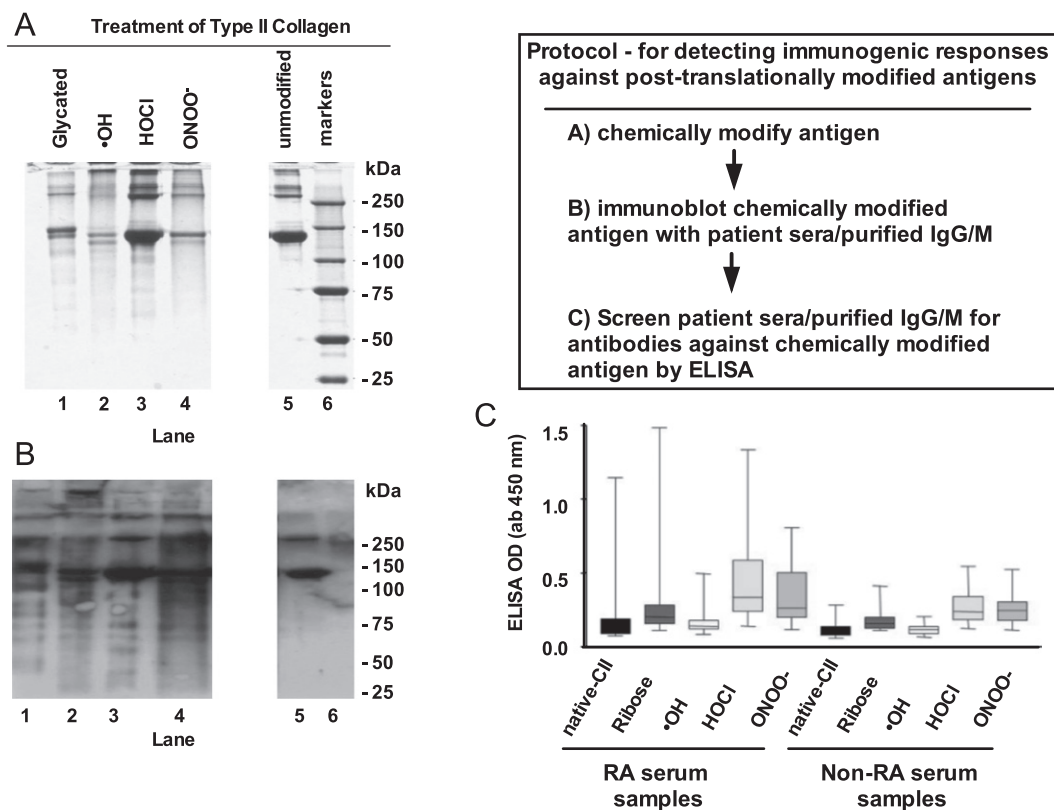 A
Treatment of Type II Collagen
Glycated
•OH
HOCl
ONOO-
unmodified
markers
kDa
- 250
- 150
- 100
- 75
- 50
- 25
1 2 3 4 5 6
Lane
Protocol - for detecting immunogenic responses
against post-translationally modified antigens
A) chemically modify antigen
B) immunoblot chemically modified
antigen with patient sera/purified IgG/M
C) Screen patient sera/purified IgG/M for
antibodies against chemically modified
antigen by ELISA
B
kDa
- 250
- 150
- 100
- 75
- 50
- 25
1 2 3 4 5 6
Lane
C
ELISA OD (ab 450 nm)
1.5
1.0
0.5
0.0
native-CII
Ribose
•OH
HOCl
ONOO-
native-CII
Ribose
•OH
HOCl
ONOO-
RA serum
samples
Non-RA serum
samples